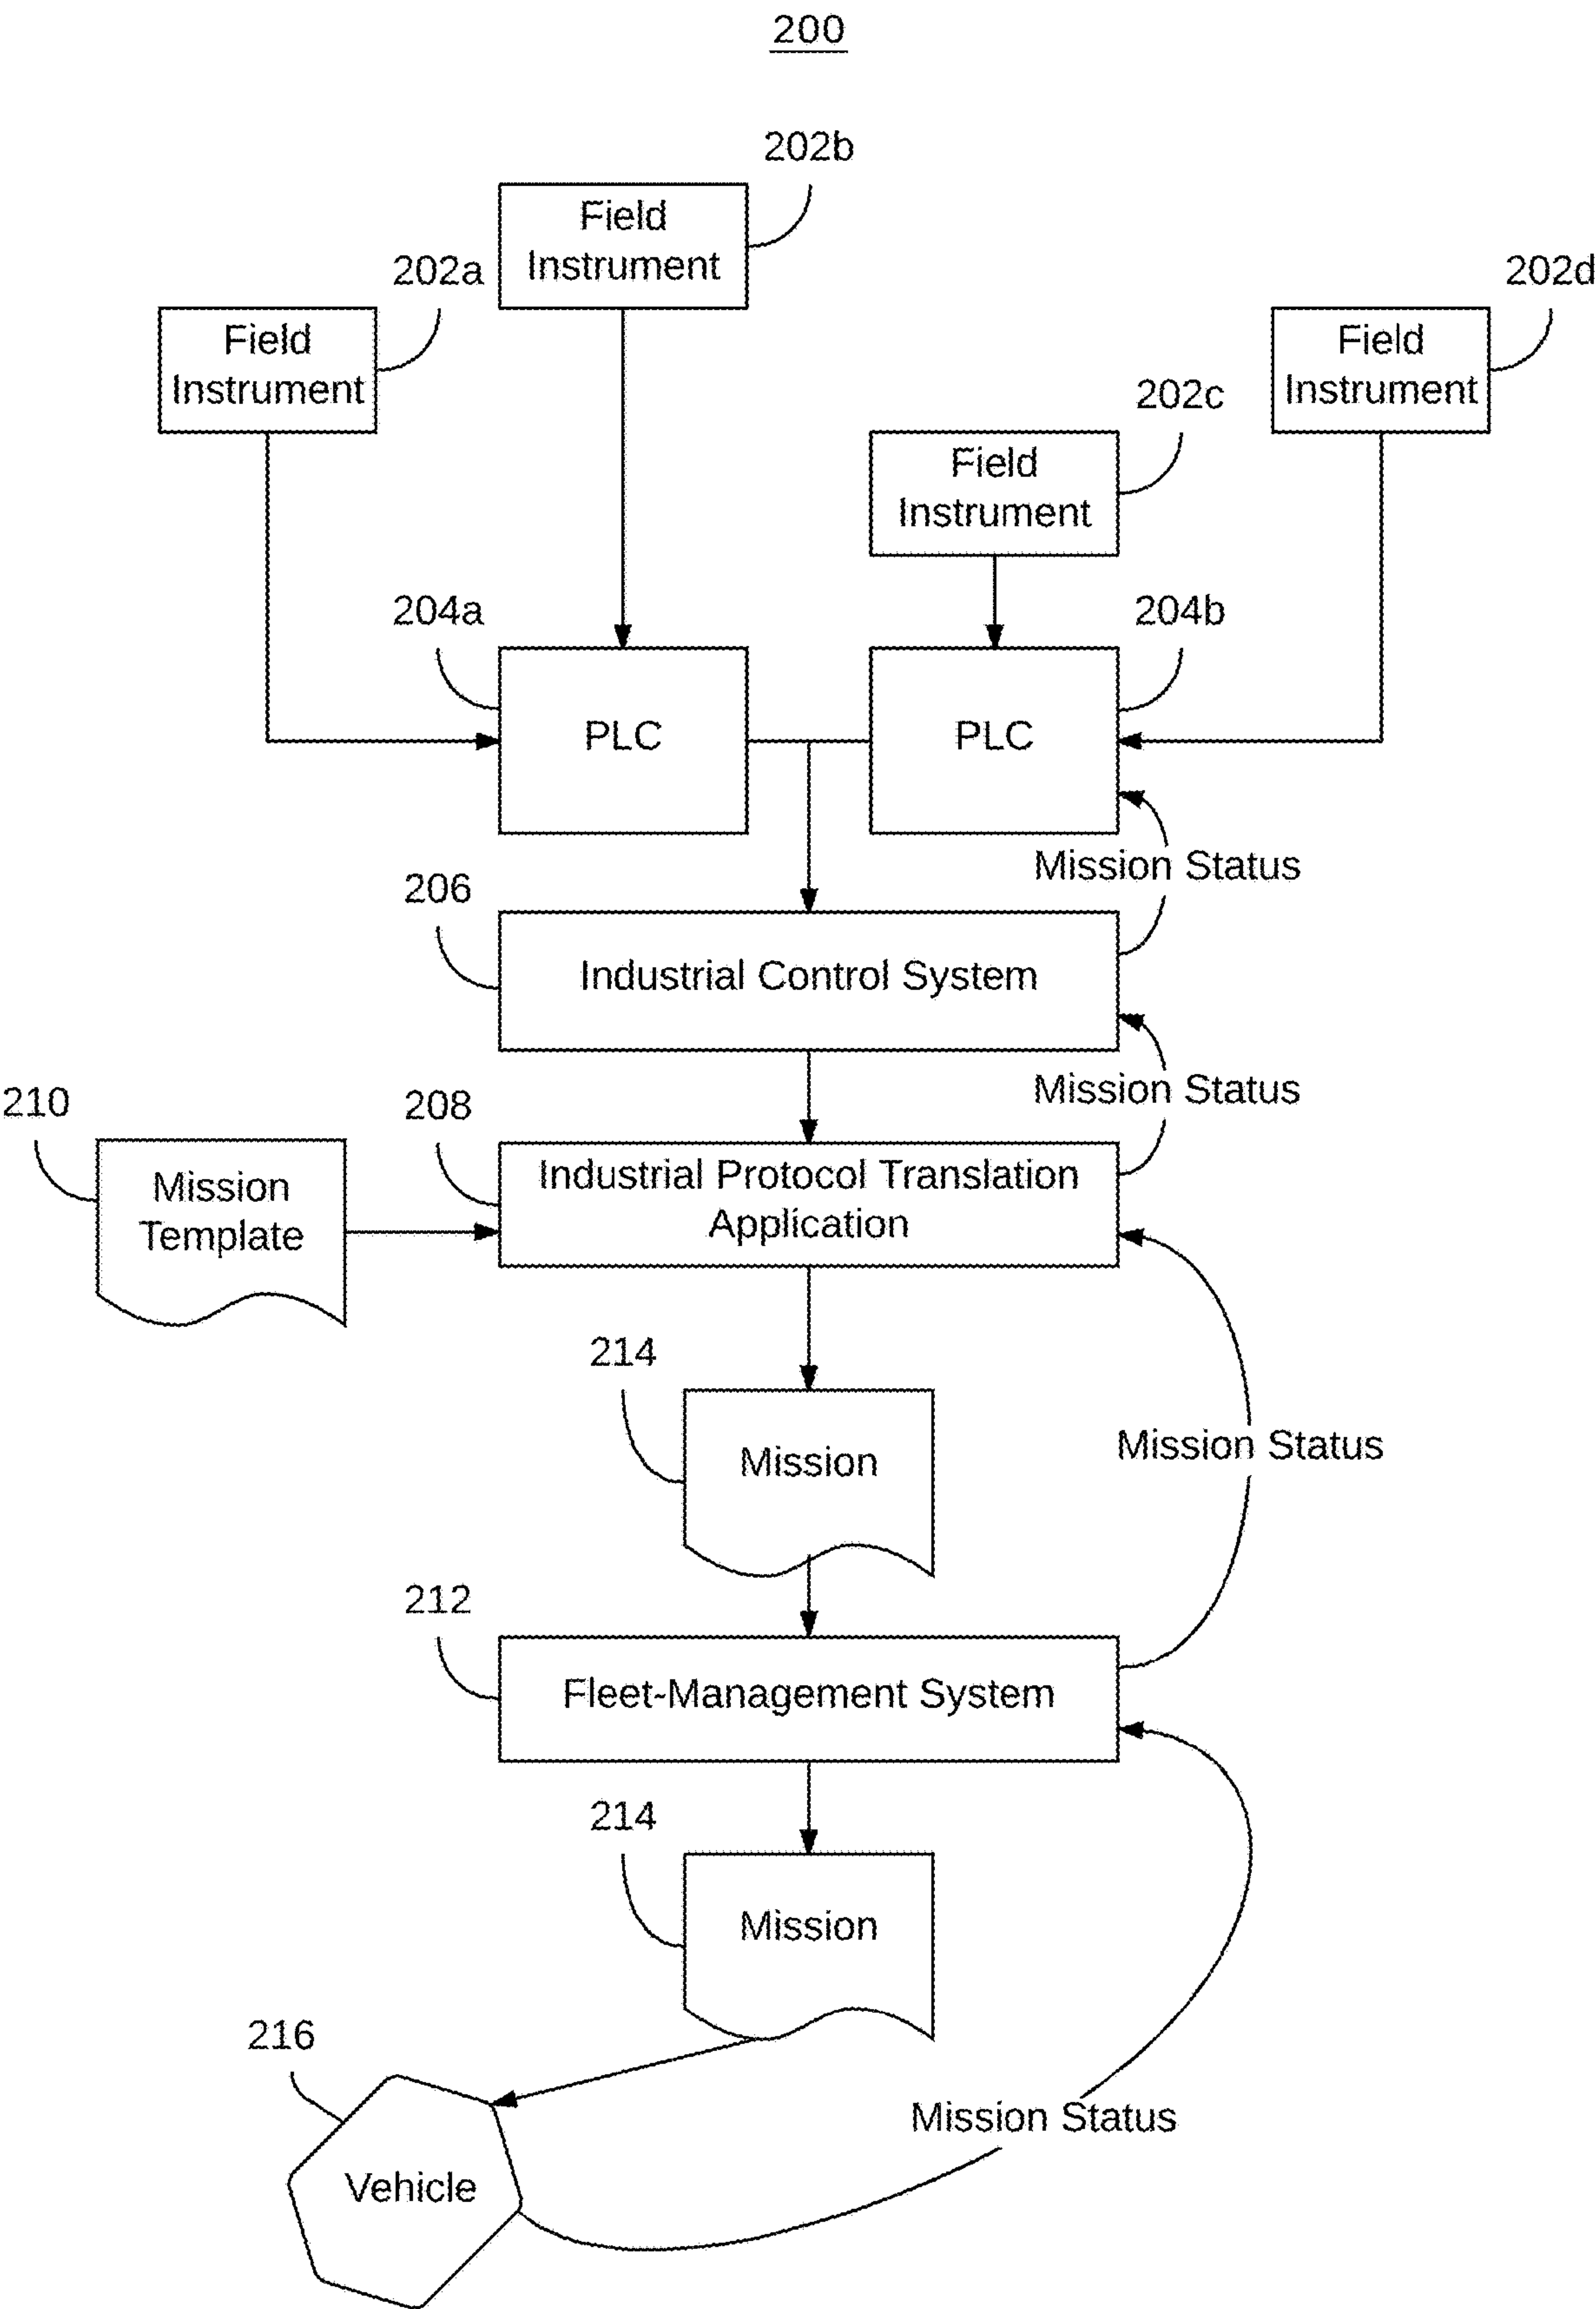 200
202b
Field
Instrument
202a
Field
Instrument
202d
Field
Instrument
202c
Field
Instrument
204a
PLC
204b
PLC
Mission Status
206
Industrial Control System
Mission Status
210
Mission
Template
208
Industrial Protocol Translation
Application
214
Mission
Mission Status
212
Fleet-Management System
214
Mission
216
Vehicle
Mission Status